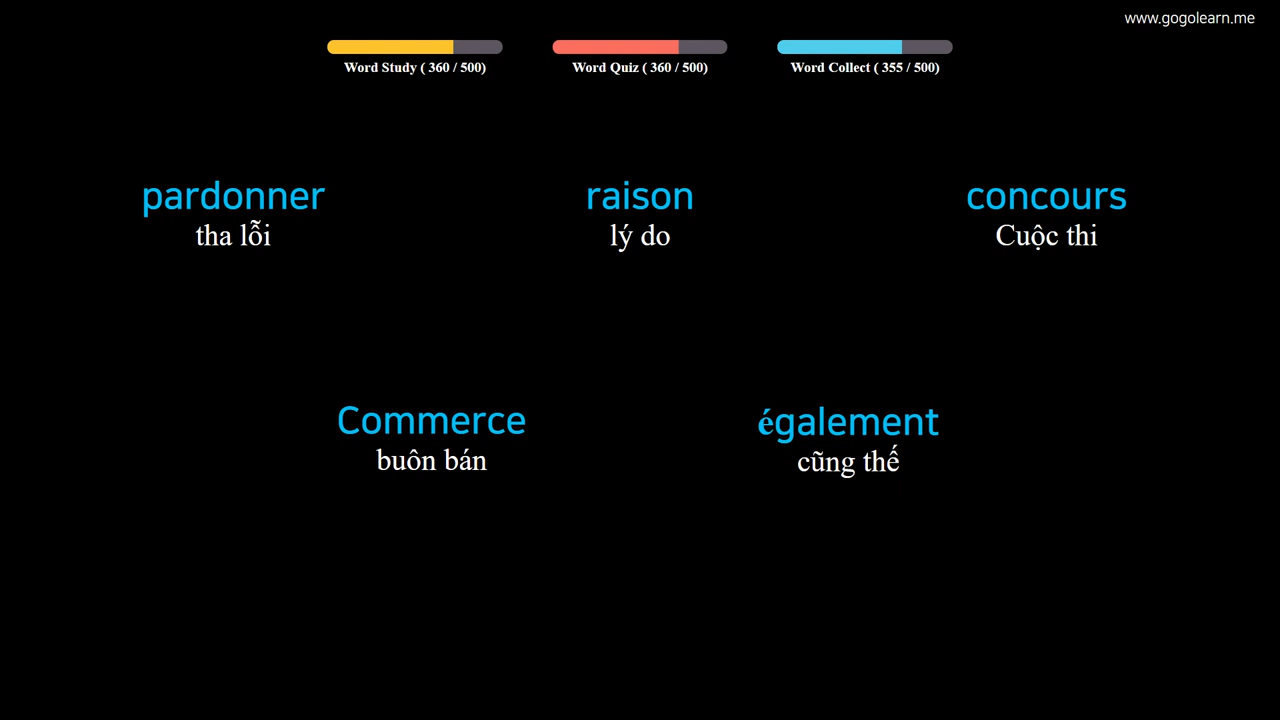 www.gogolearn.me
Word Study ( 360 / 500)
Word Quiz ( 360 / 500)
Word Collect ( 355 / 500)
pardonner
tha lỗi
raison
lý do
concours
Cuộc thi
Commerce
buôn bán
également
cũng thế